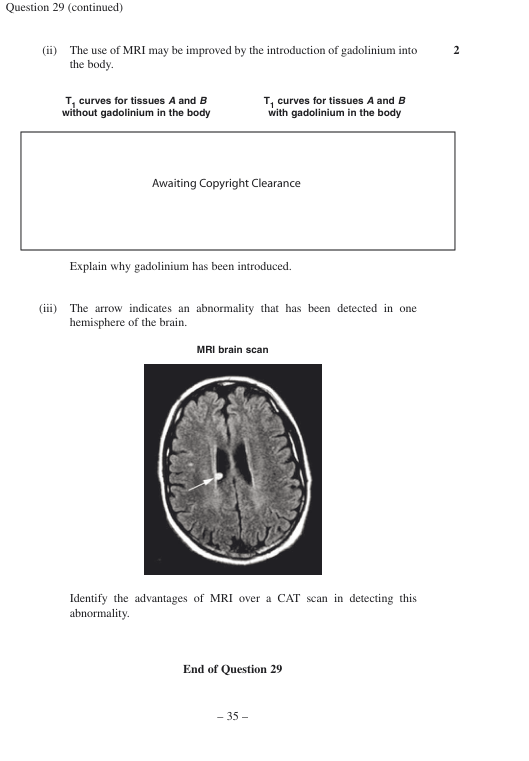 Question 29 (continued)
(ii) The use of MRI may be improved by the introduction of gadolinium into 2
the body.
T1 curves for tissues A and B T1 curves for tissues A and B
without gadolinium in the body with gadolinium in the body
Awaiting Copyright Clearance
Explain why gadolinium has been introduced.
(iii) The arrow indicates an abnormality that has been detected in one
hemisphere of the brain.
MRI brain scan
Identify the advantages of MRI over a CAT scan in detecting this
abnormality.
End of Question 29
– 35 –